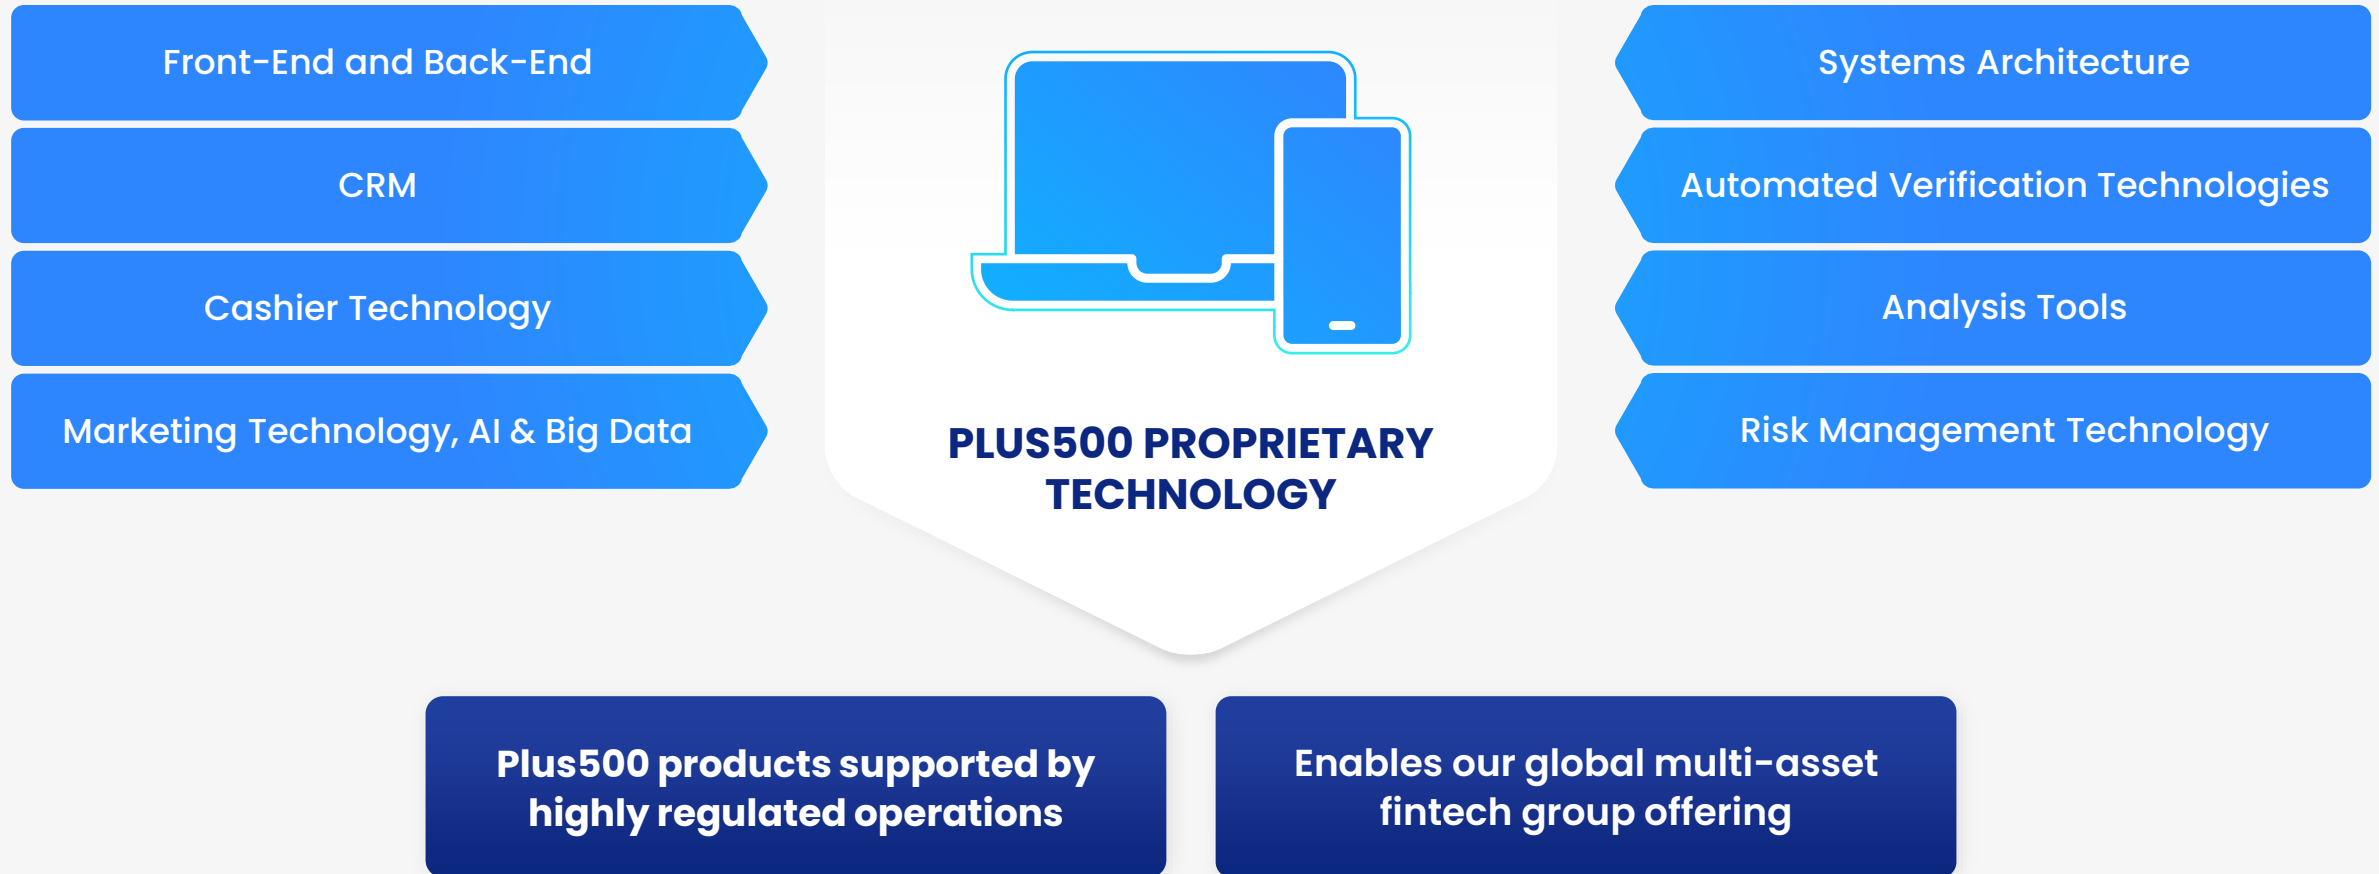 Front-End and Back-End
CRM
Cashier Technology
Marketing Technology, AI & Big Data
PLUS500 PROPRIETARY
TECHNOLOGY
Systems Architecture
Automated Verification Technologies
Analysis Tools
Risk Management Technology
Plus500 products supported by
highly regulated operations
Enables our global multi-asset
fintech group offering